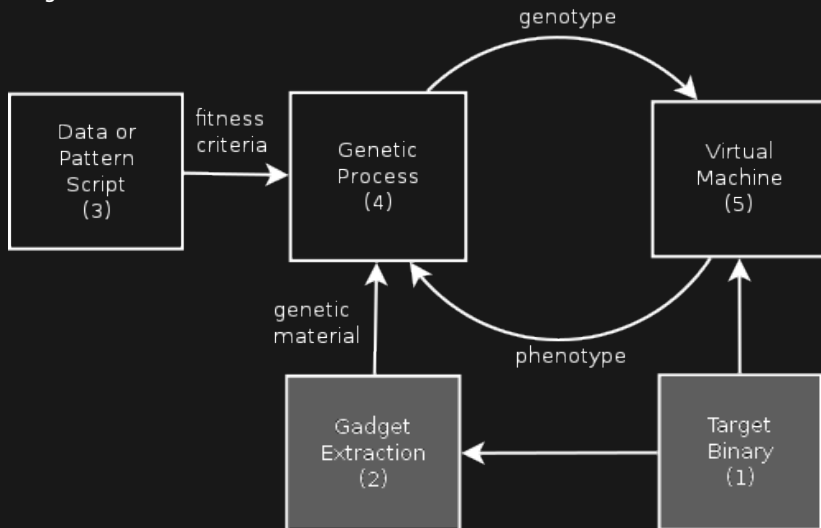 genotype
Data or
Pattern
Script
(3)
fitness
criteria
Genetic
Process
(4)
Virtual
Machine
(5)
genetic
material
phenotype
Gadget
Extraction
(2)
Target
Binary
(1)